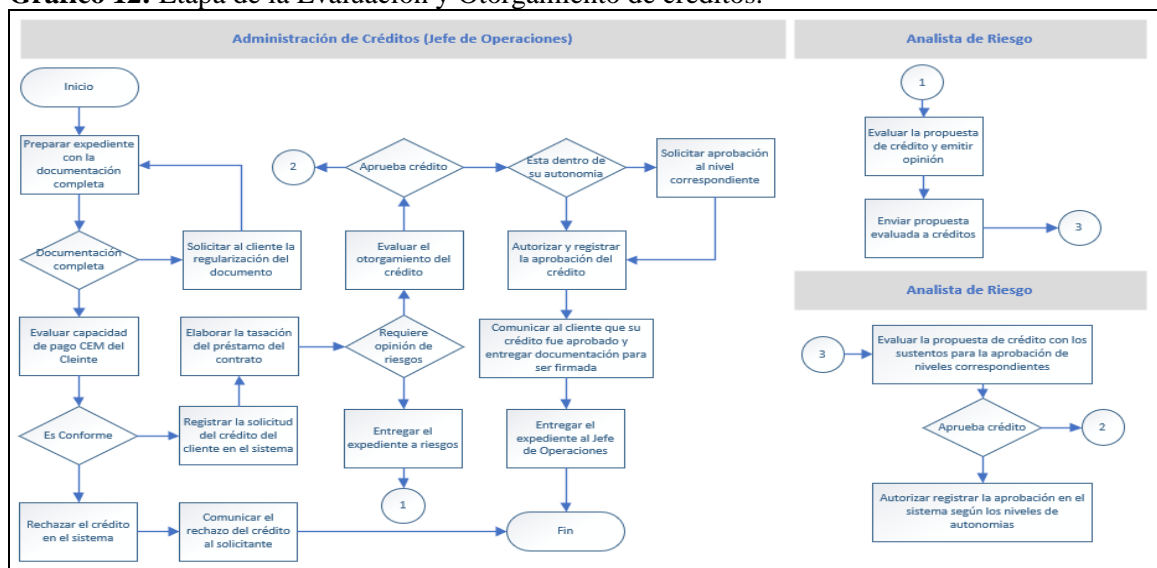 Gráfico 12: Etapa de la Evaluación y Otorgamiento de créditos.
Administración de Créditos (Jefe de Operaciones)
Inicio
Preparar expediente
con la
documentación
completa
Documentación
completa
Solicitar al cliente la
regularización del
documento
Evaluar capacidad
de pago CEM del
Cleinte
Es Conforme
Registrar la solicitud
del crédito del
cliente en el sistema
Elaborar la tasación
del préstamo del
contrato
Rechazar el crédito
en el sistema
Comunicar el
rechazo del crédito
al solicitante
2
Aprueba crédito
Evaluar el
otorgamiento del
crédito
Requiere
opinión de
riesgos
Entregar el
expediente a riesgos
1
Esta dentro de
su autonomia
Solicitar aprobación
al nivel
correspondiente
Autorizar y registrar
la aprobación del
crédito
Comunicar al cliente que su
crédito fue aprobado y
entregar documentación para
ser firmada
Entregar el
expediente al Jefe
de Operaciones
Fin
Analista de Riesgo
1
Evaluar la propuesta
de crédito y emitir
opinión
Enviar propuesta
evaluada a créditos
3
Analista de Riesgo
3
Evaluar la propuesta de crédito con los
sustentos para la aprobación de
niveles correspondientes
Aprueba crédito
2
Autorizar registrar la aprobación en el
sistema según los niveles de
autonomias